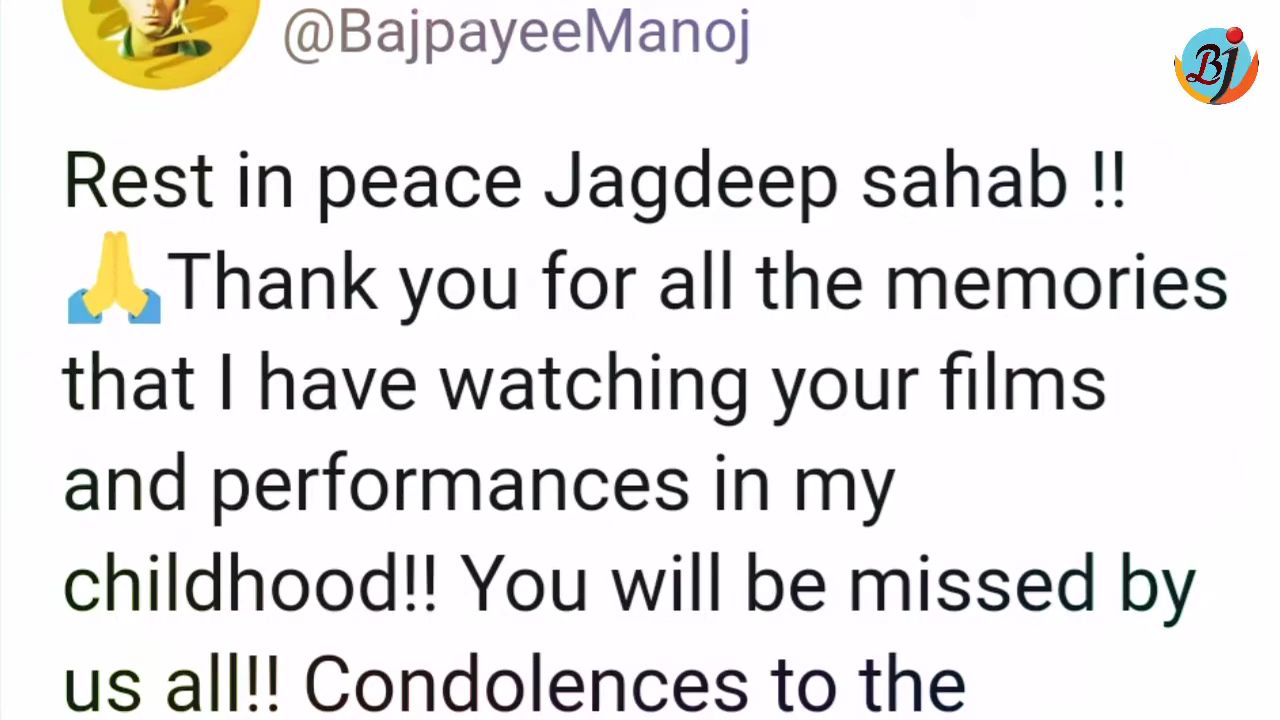 @BajpayeeManoj
Bj
Rest in peace Jagdeep sahab !!
🙏Thank you for all the memories
that I have watching your films
and performances in my
childhood!! You will be missed by
us all!! Condolences to the